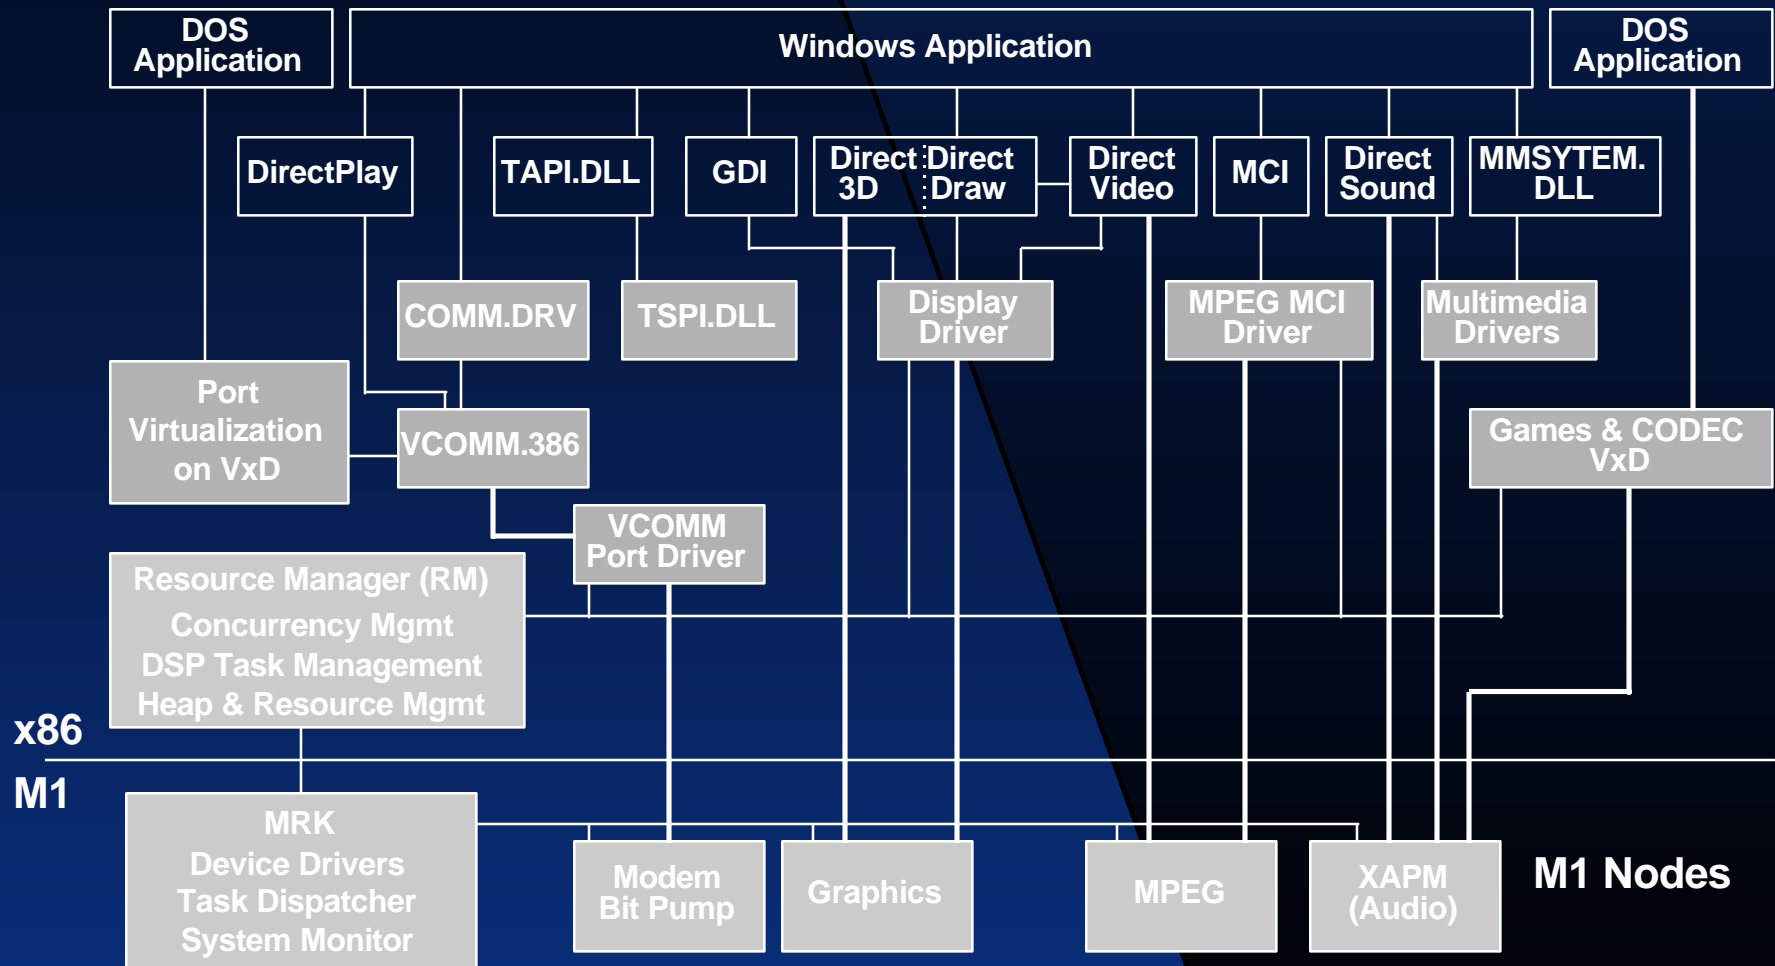 DOS
Application
Windows Application
DOS
Application
DirectPlay
TAPI.DLL
GDI
Direct
3D
Direct
Draw
Direct
Video
MCI
Direct
Sound
MMSYTEM.
DLL
COMM.DRV
TSPI.DLL
Display
Driver
MPEG MCI
Driver
Multimedia
Drivers
Port
Virtualization
on VxD
VCOMM.386
Games & CODEC
VxD
VCOMM
Port Driver
Resource Manager (RM)
Concurrency Mgmt
DSP Task Management
Heap & Resource Mgmt
x86
M1
MRK
Device Drivers
Task Dispatcher
System Monitor
Modem
Bit Pump
Graphics
MPEG
XAPM
(Audio)
M1 Nodes